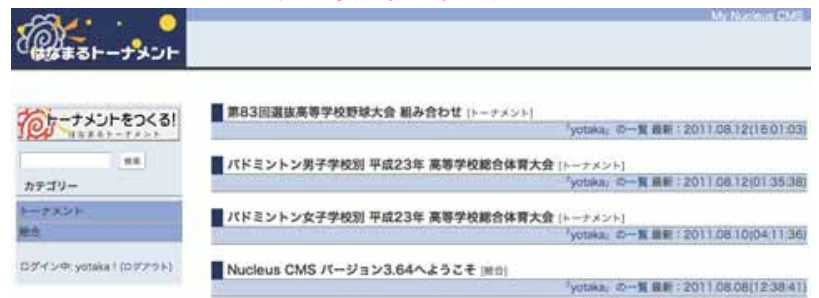 My Nucleus CMS
はなまるトーナメント
トーナメントをつくる!
はなまるトーナメント
検索
カテゴリー
トーナメント
総合
ログイン中: yotaka ! (ログアウト)
第83回選抜高等学校野球大会 組み合わせ [トーナメント]
「yotaka」 の一覧 最新:2011.08.12(16:01:03)
バドミントン男子学校別 平成23年 高等学校総合体育大会 [トーナメント]
「yotaka」 の一覧 最新:2011.08.12(01:35:38)
バドミントン女子学校別 平成23年 高等学校総合体育大会 [トーナメント]
「yotaka」 の一覧 最新:2011.08.10(04:11:36)
Nucleus CMS バージョン3.64へようこそ [総合]
「yotaka」 の一覧 最新:2011.08.08(12:38:41)